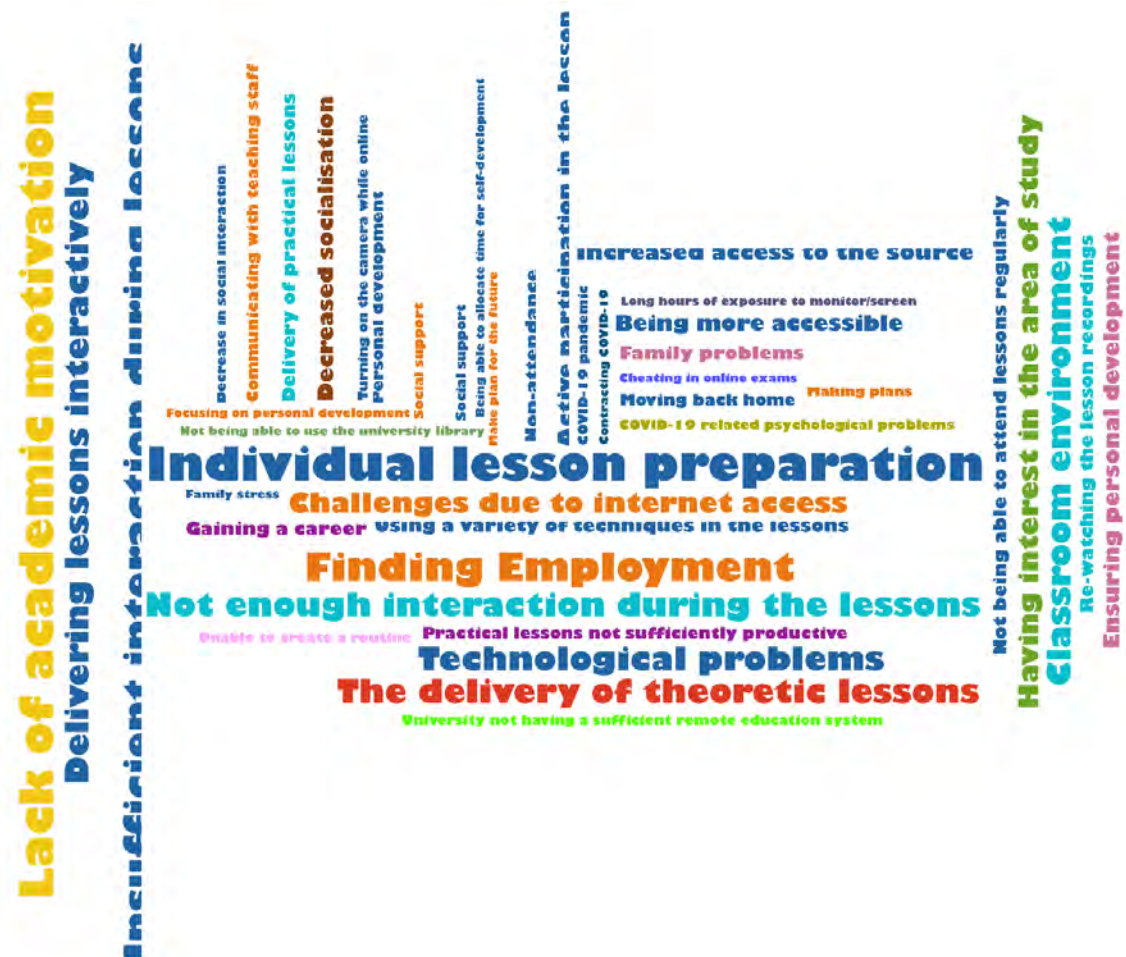 Lack of academic motivation
Delivering lessons interactively
Insufficient interaction during lessons
Decrease in social interaction
Communicating with teaching staff
Delivery of practical lessons
Decreased socialisation
Turning on the camera while online
Personal development
Social support
Focusing on personal development
Not being able to use the university library
Social support
Being able to allocate time for self-development
Make plan for the future
Non-attendance
Active participation in the lesson
COVID-19 pandemic
Contracting COVID-19
Increased access to the source
Long hours of exposure to monitor/screen
Being more accessible
Family problems
Cheating in online exams
Making plans
Moving back home
COVID-19 related psychological problems
Individual lesson preparation
Family stress
Challenges due to internet access
Gaining a career
Using a variety of techniques in the lessons
Finding Employment
Not enough interaction during the lessons
Unable to create a routine
Practical lessons not sufficiently productive
Technological problems
The delivery of theoretic lessons
University not having a sufficient remote education system
Not being able to attend lessons regularly
Having interest in the area of study
Classroom environment
Re-watching the lesson recordings
Ensuring personal development